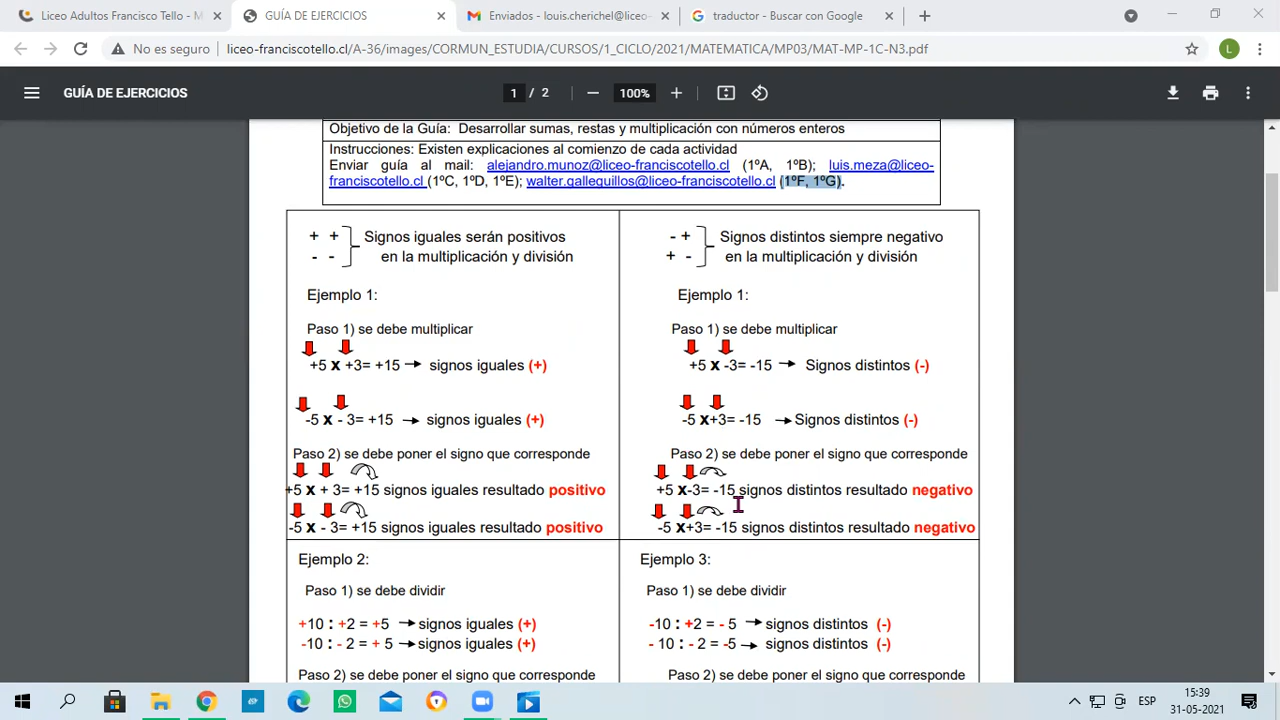 Liceo Adultos Francisco Tello - M
GUÍA DE EJERCICIOS
Enviados - louis.cherichel@liceo-
traductor - Buscar con Google
No es seguro
liceo-franciscotello.cl/A-36/images/CORMUN_ESTUDIA/CURSOS/1_CICLO/2021/MATEMATICA/MP03/MAT-MP-1C-N3.pdf
L
GUÍA DE EJERCICIOS
1 / 2
100%
Objetivo de la Guía: Desarrollar sumas, restas y multiplicación con números enteros
Instrucciones: Existen explicaciones al comienzo de cada actividad
Enviar guía al mail: alejandro.munoz@liceo-franciscotello.cl (1ºA, 1ºB); luis.meza@liceo-
franciscotello.cl (1ºC, 1ºD, 1ºE); walter.galleguillos@liceo-franciscotello.cl (1ºF, 1ºG).
+ + Signos iguales serán positivos
- - en la multiplicación y división
Ejemplo 1:
Paso 1) se debe multiplicar
+5 x +3= +15 → signos iguales (+)
-5 x - 3= +15 → signos iguales (+)
Paso 2) se debe poner el signo que corresponde
+5 x + 3= +15 signos iguales resultado positivo
-5 x - 3= +15 signos iguales resultado positivo
- + Signos distintos siempre negativo
+ - en la multiplicación y división
Ejemplo 1:
Paso 1) se debe multiplicar
+5 x -3= -15 → Signos distintos (-)
-5 x+3= -15 → Signos distintos (-)
Paso 2) se debe poner el signo que corresponde
+5 x-3= -15 signos distintos resultado negativo
-5 x+3= -15 signos distintos resultado negativo
Ejemplo 2:
Paso 1) se debe dividir
+10 : +2 = +5 → signos iguales (+)
-10 : - 2 = + 5 → signos iguales (+)
Paso 2) se debe poner el signo que corresponde
Ejemplo 3:
Paso 1) se debe dividir
-10 : +2 = - 5 → signos distintos (-)
- 10 : - 2 = -5 → signos distintos (-)
Paso 2) se debe poner el signo que corresponde
ESP
15:39
31-05-2021